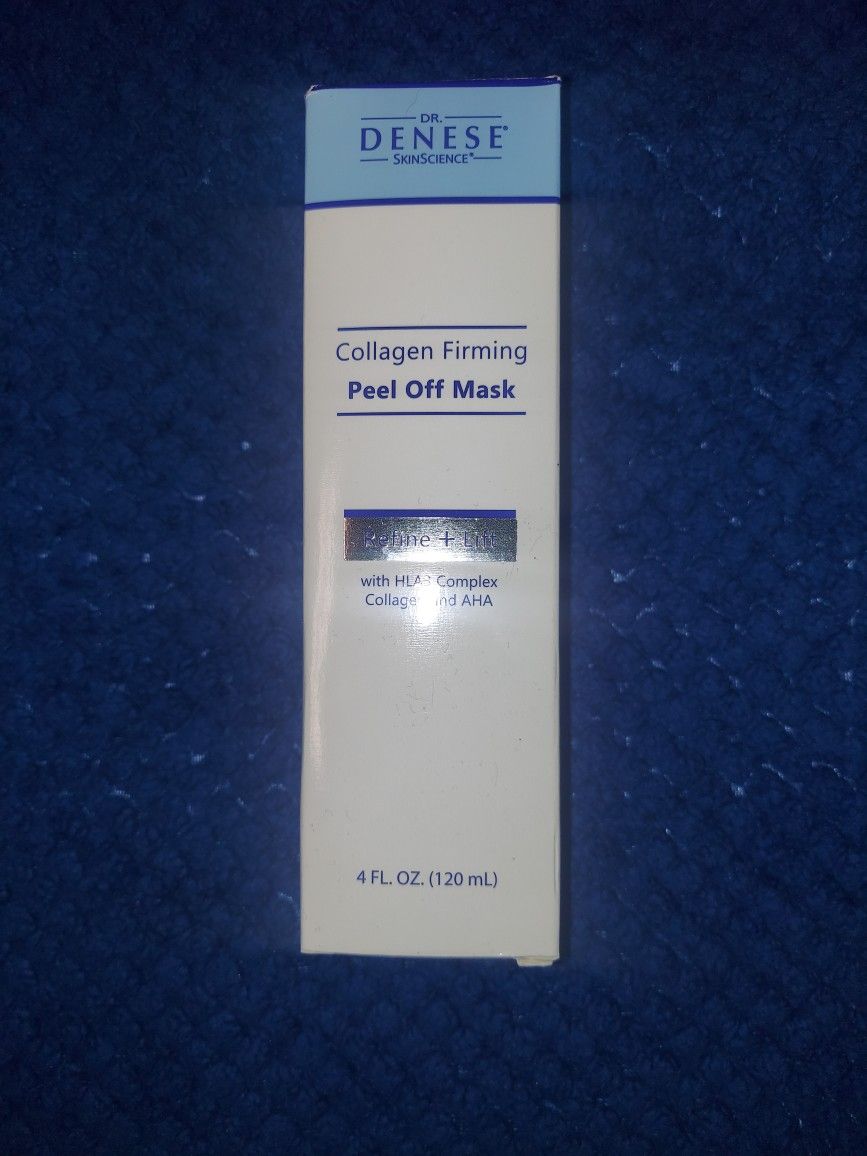 DR.
DENESE®
SKINSCIENCE®
Collagen Firming
Peel Off Mask
Refine + Lift
with HLA3 Complex
Collagen and AHA
4 FL. OZ. (120 mL)